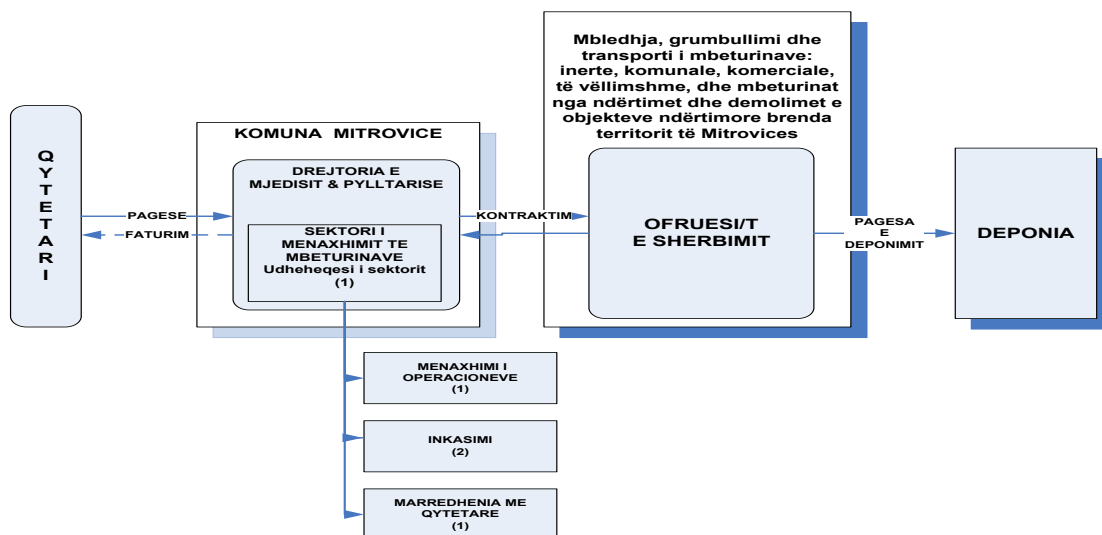 Q
Y
T
E
T
A
R
I
PAGESE
FATURIM
KOMUNA MITROVICE
DREJTORIA E
MJEDISIT & PYLLTARISE
SEKTORI I
MENAXHIMIT TE
MBETURINAVE
Udheheqesi i sektorit
(1)
MENAXHIMI I
OPERACIONEVE
(1)
INKASIMI
(2)
MARREDHENIA ME
QYTETARE
(1)
KONTRAKTIM
Mbledhja, grumbullimi dhe
transporti i mbeturinave:
inerte, komunale, komerciale,
të vëllimshme, dhe mbeturinat
nga ndërtimet dhe demolimet e
objekteve ndërtimore brenda
territorit të Mitrovices
OFRUESI/T
E SHERBIMIT
PAGESA
E
DEPONIMIT
DEPONIA